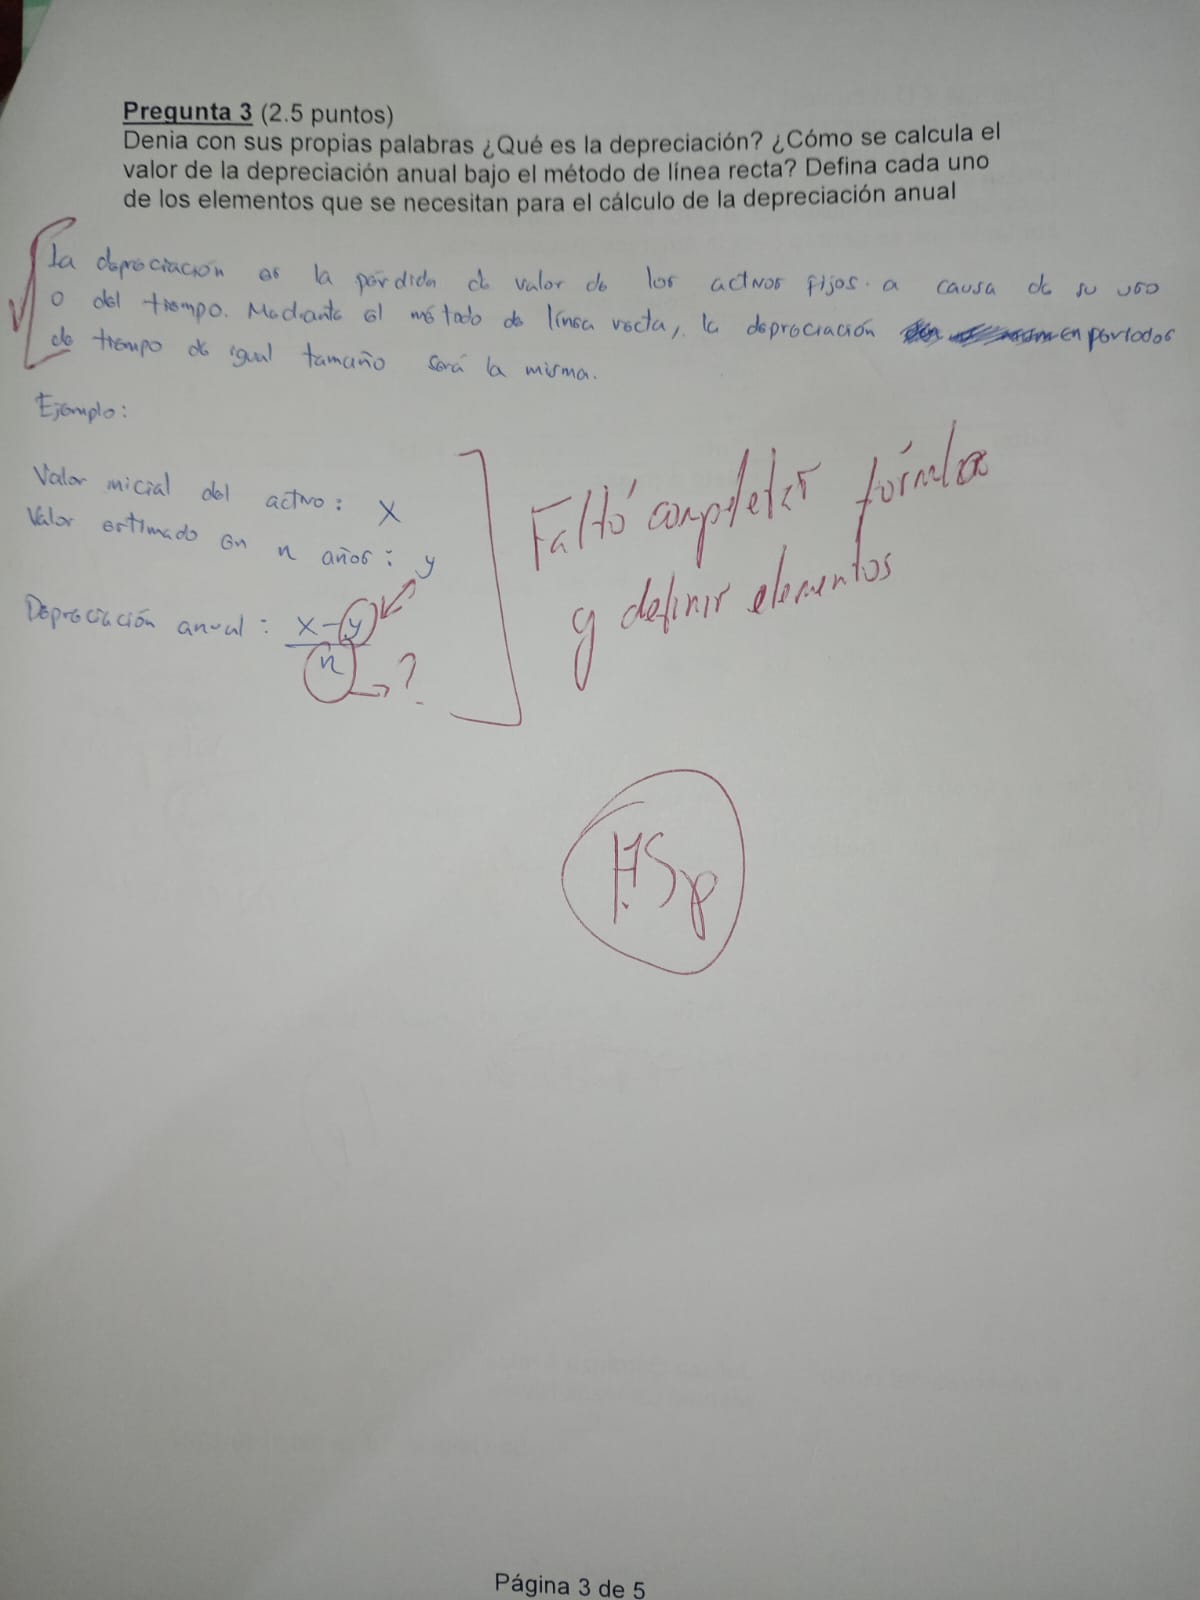 Pregunta 3 (2.5 puntos)
Denia con sus propias palabras ¿Qué es la depreciación? ¿Cómo se calcula el
valor de la depreciación anual bajo el método de línea recta? Defina cada uno
de los elementos que se necesitan para el cálculo de la depreciación anual
La depreciación es la pérdida de valor de los activos fijos a causa de su uso
o del tiempo. Mediante el método de línea recta, la depreciación en periodos
de tiempo de igual tamaño será la misma.
Ejemplo:
Valor inicial del activo: x
Valor estimado en n años: y
Depreciación anual: x-y
n
?
Faltó completar fórmula
y definir elementos
1.5p
Página 3 de 5